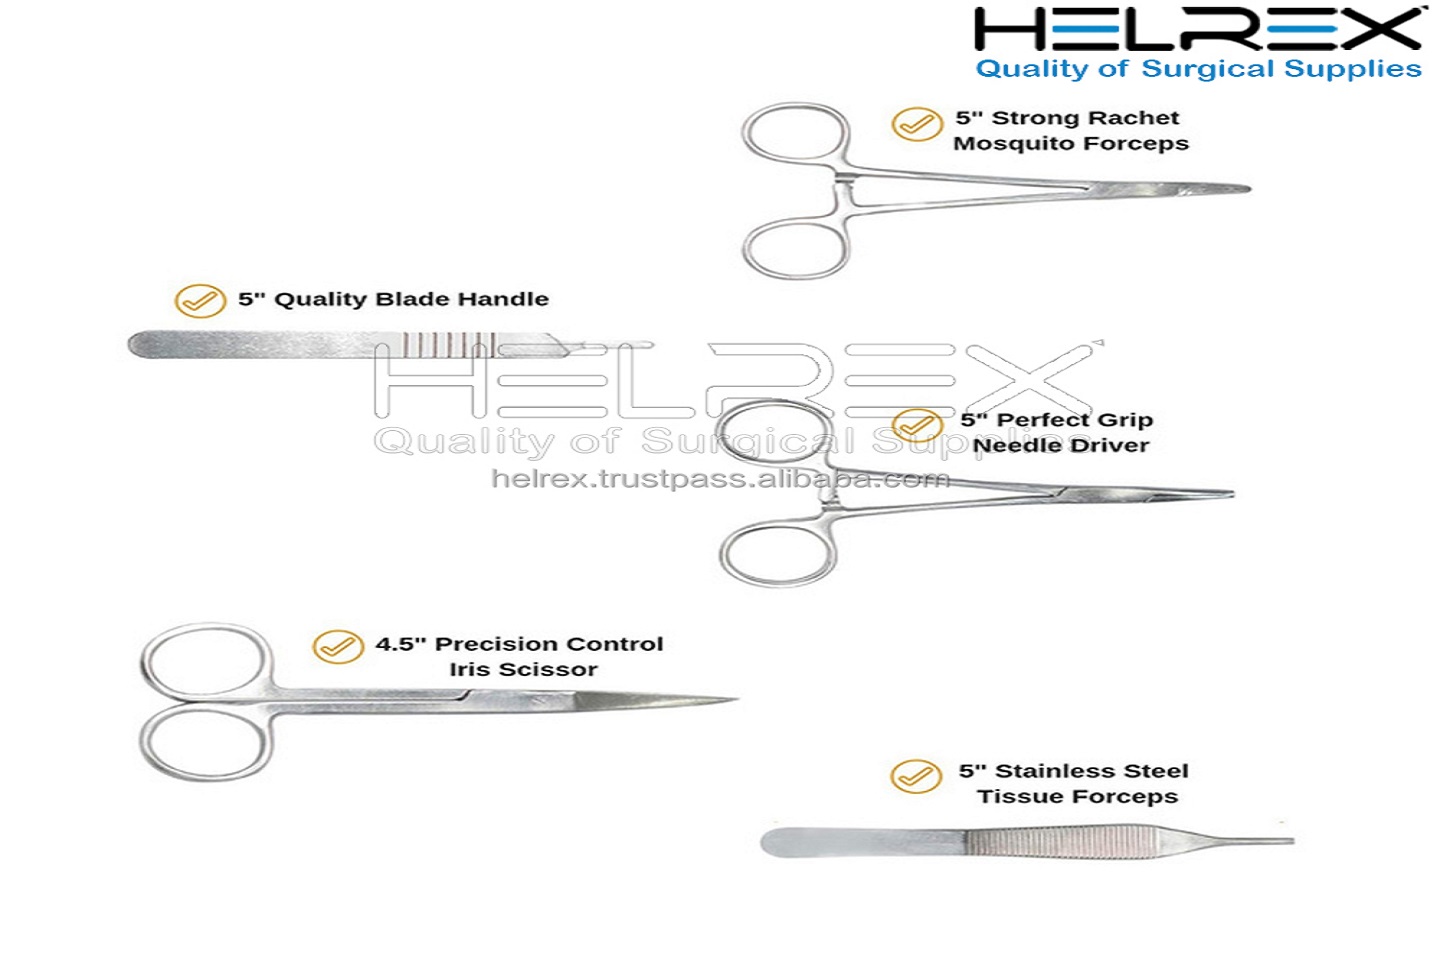 HELREX
Quality of Surgical Supplies
5" Strong Rachet
Mosquito Forceps
5" Quality Blade Handle
HELREX
Quality of Surgical Supplies
helrex.trustpass.alibaba.com
5" Perfect Grip
Needle Driver
4.5" Precision Control
Iris Scissor
5" Stainless Steel
Tissue Forceps